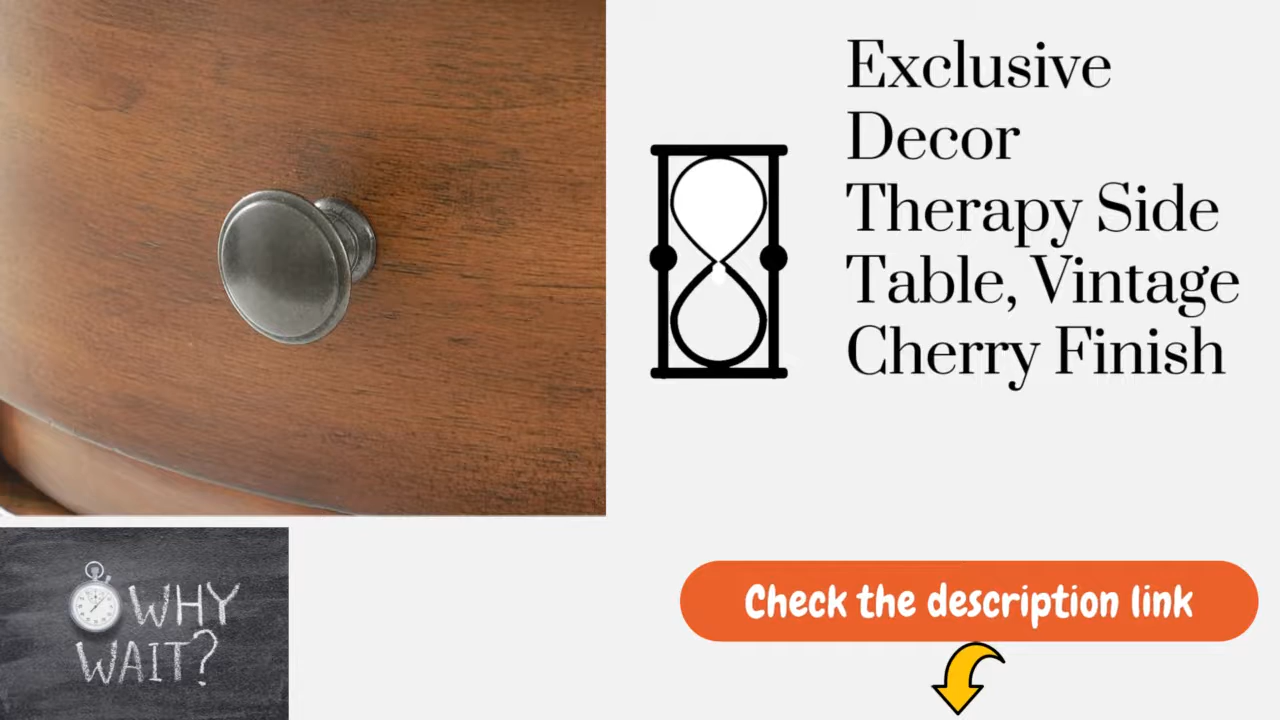 Exclusive
Decor
Therapy Side
Table, Vintage
Cherry Finish
WHY
WAIT?
Check the description link